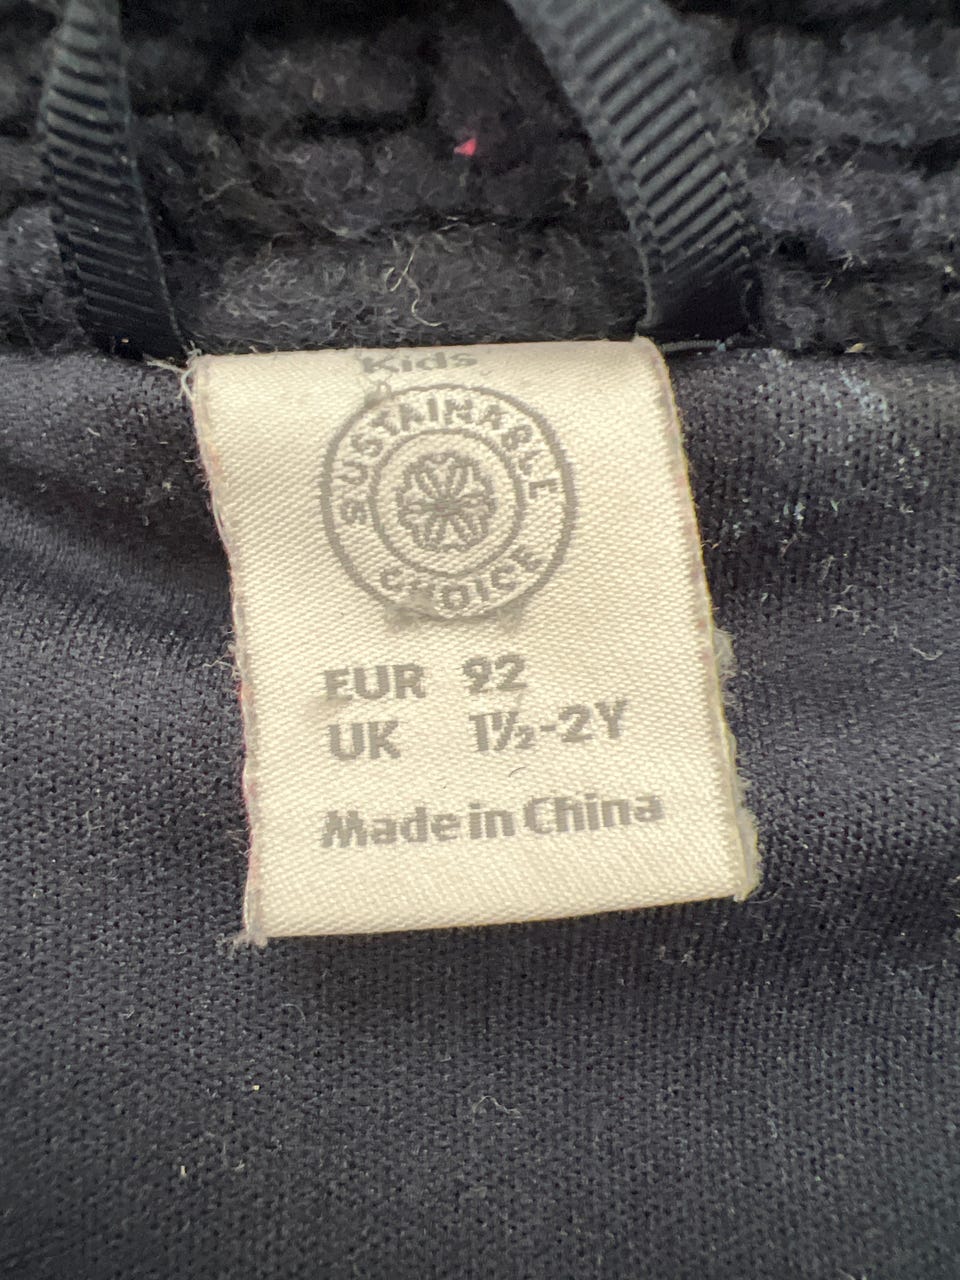 Kids
SUSTAINABLE
CHOICE
EUR 92
UK 1½-2Y
Made in China